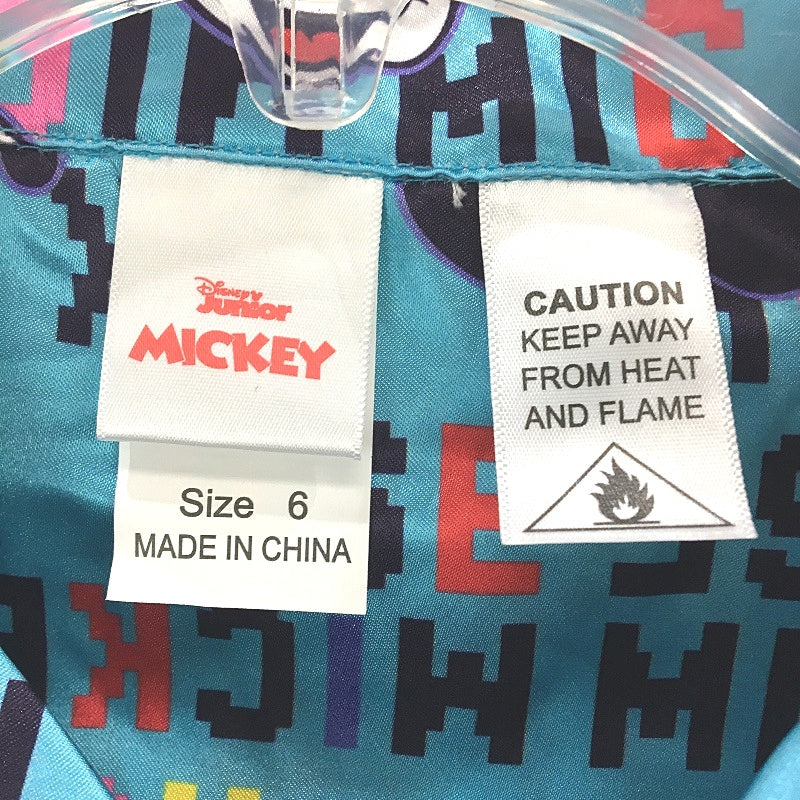 Disney
Junior
MICKEY
Size 6
MADE IN CHINA
CAUTION
KEEP AWAY
FROM HEAT
AND FLAME